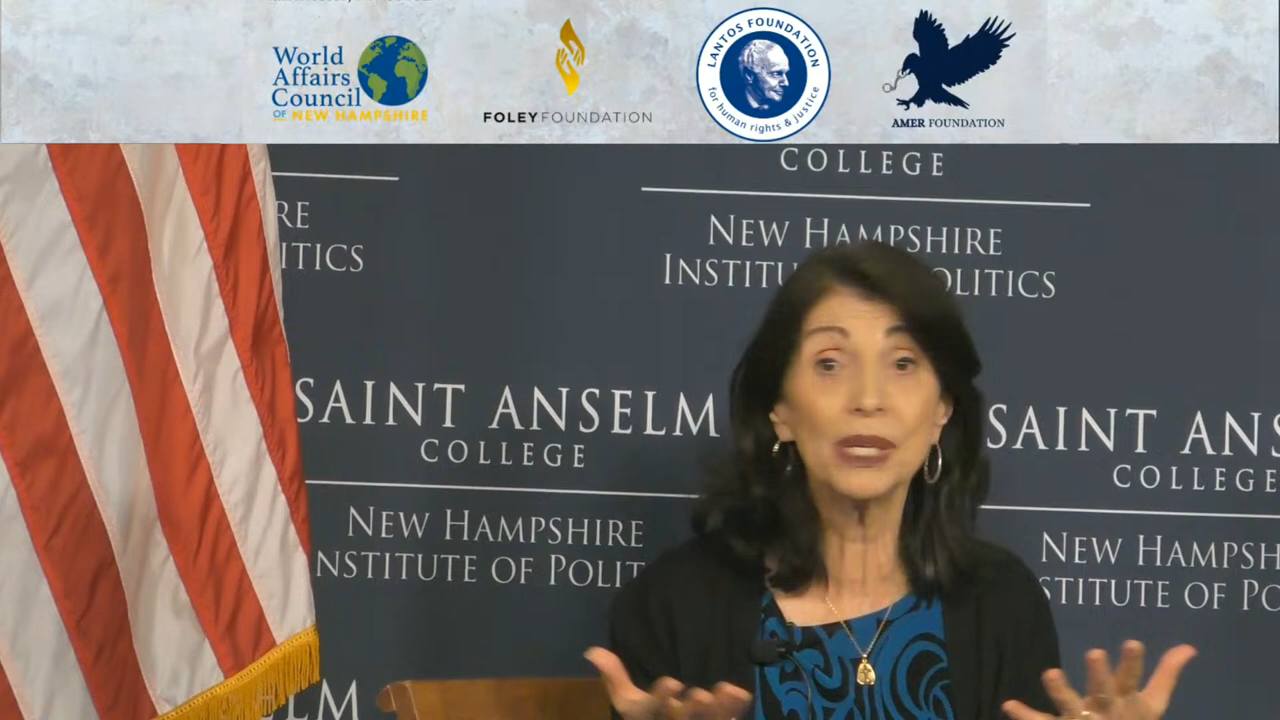 World
Affairs
Council
OF NEW HAMPSHIRE
FOLEYFOUNDATION
LANTOS FOUNDATION
for human rights & justice
AMER FOUNDATION
COLLEGE
NEW HAMPSHIRE
INSTITU OLITICS
RE
ITICS
SAINT ANSELM
COLLEGE
NEW HAMPSHIRE
NSTITUTE OF POLIT
SAINT ANS
COLLEGE
NEW HAMPSH
STITUTE OF PO
ELM